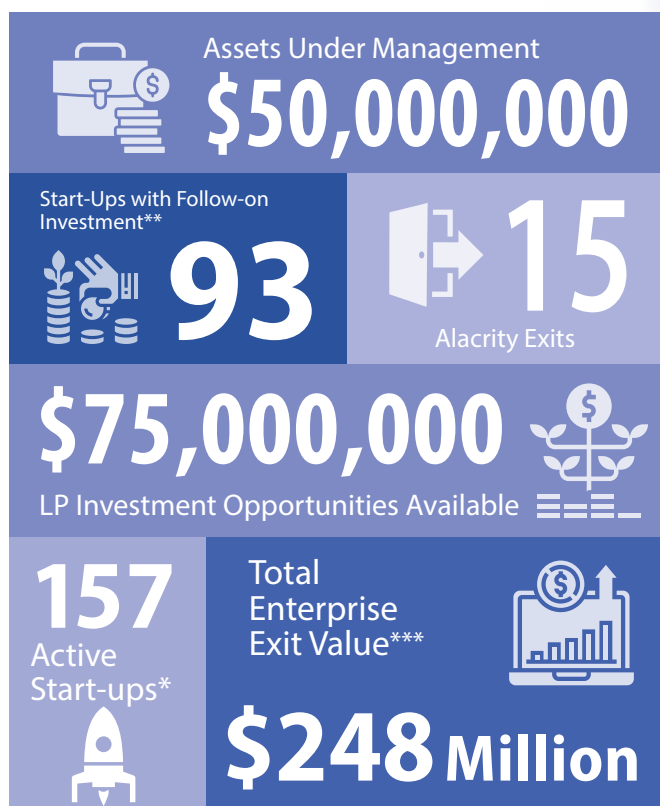 Assets Under Management
$50,000,000
Start-Ups with Follow-on
Investment**
93
15
Alacrity Exits
$75,000,000
LP Investment Opportunities Available
157
Active
Start-ups*
Total
Enterprise
Exit Value***
$248 Million